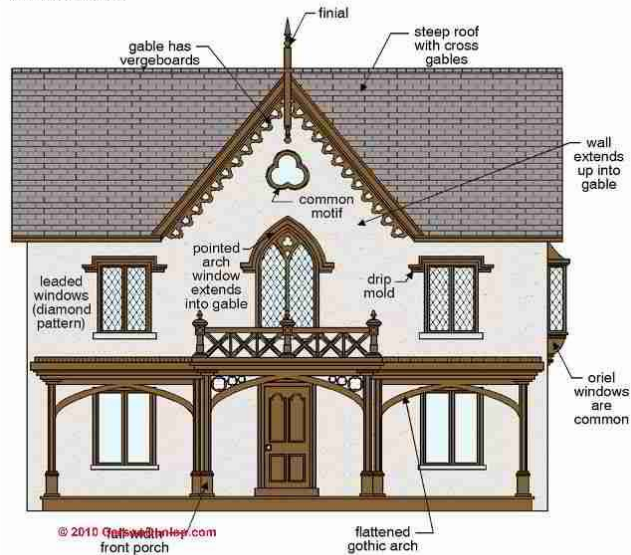 finial
gable has
vergeboards
steep roof
with cross
gables
wall
extends
up into
gable
common
motif
pointed
arch
window
extends
into gable
leaded
windows
(diamond
pattern)
drip
mold
oriel
windows
are
common
© 2010
.com
full-width
front porch
flattened
gothic arch